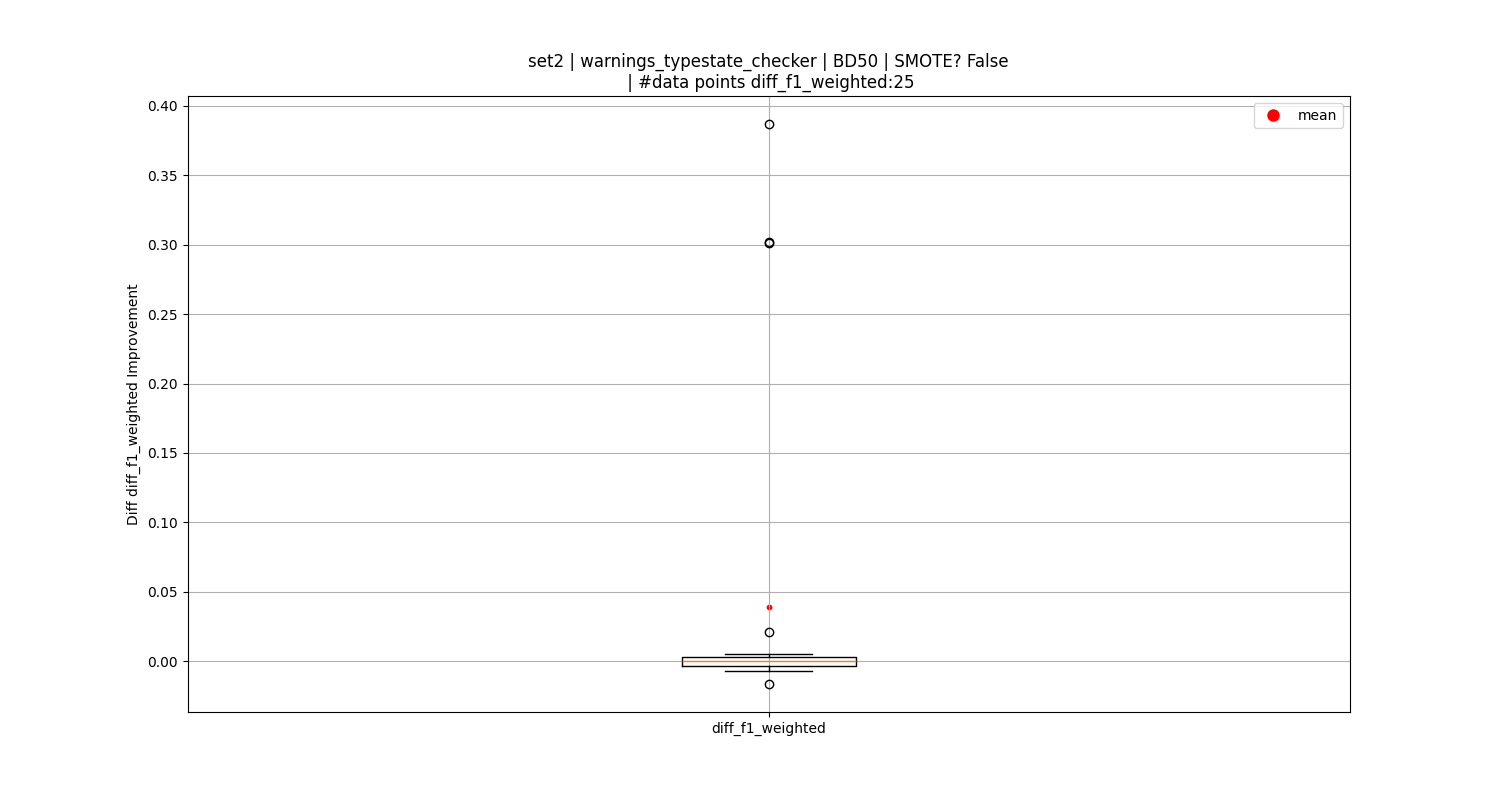 set2 | warnings_typestate_checker | BD50 | SMOTE? False
| #data points diff_f1_weighted:25
mean
0.40
0.35
0.30
0.25
0.20
0.15
0.10
0.05
0.00
Diff diff_f1_weighted Improvement
diff_f1_weighted